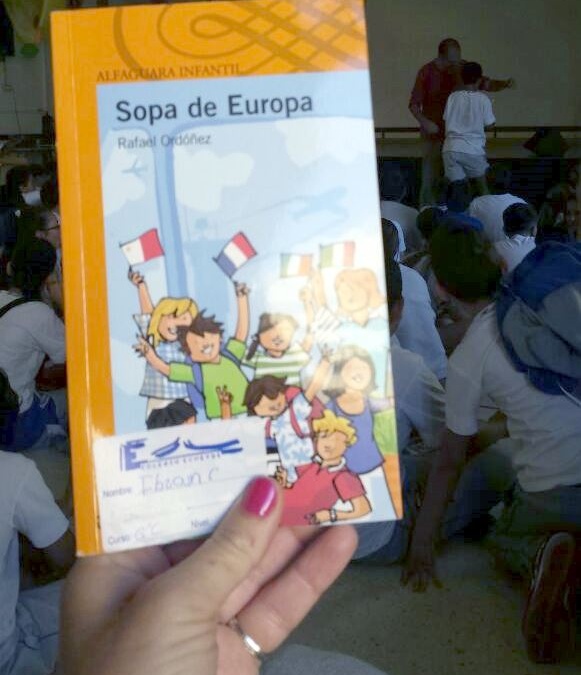 ALFAGUARA INFANTIL
Sopa de Europa
Rafael Ordóñez
Nombre
Curso
Nivel